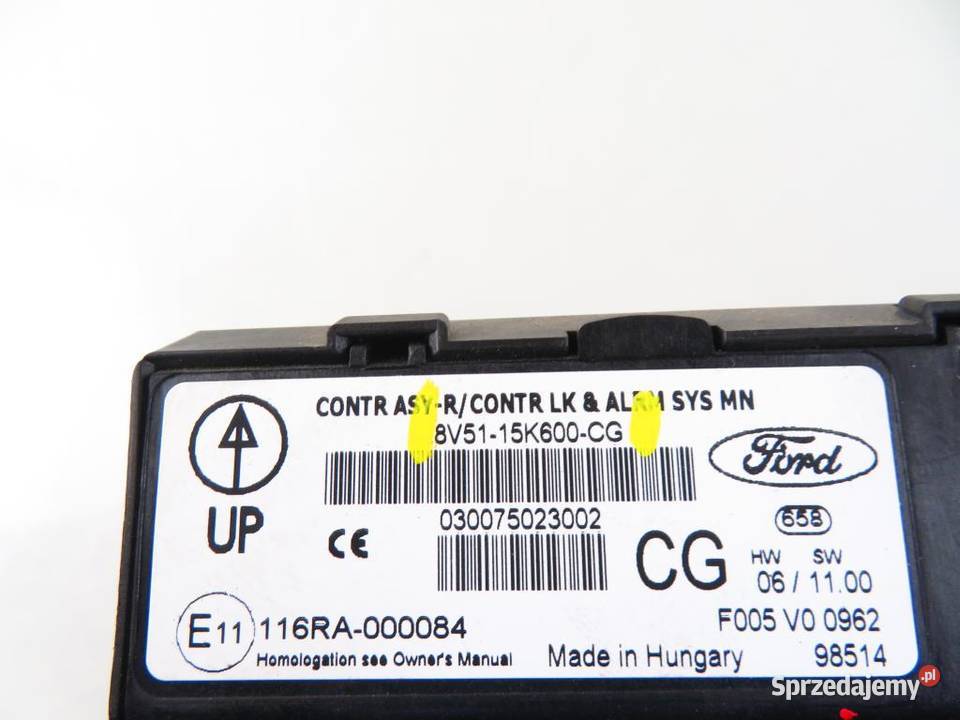 CONTR ASY-R/CONTR LK & ALRM SYS MN
8V51-15K600-CG
Ford
UP
030075023002
CE
CG
658
HW SW
06 / 11.00
E11 116RA-000084
F005 V0 0962
Homologation see Owner's Manual
Made in Hungary
98514
Sprzedajemy.pl